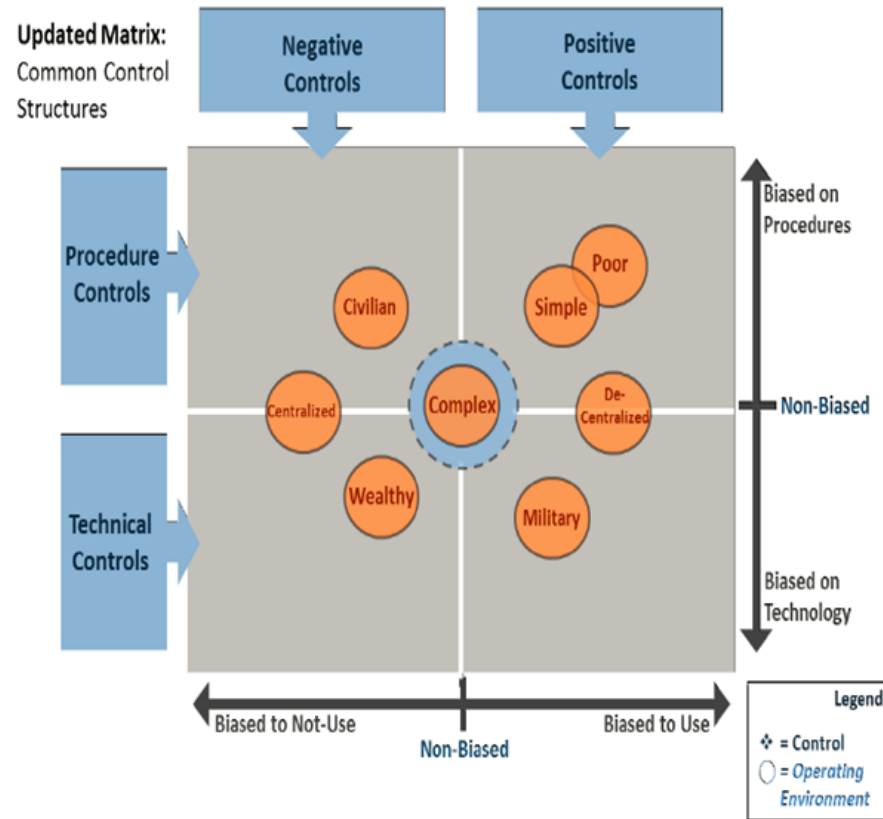 Updated Matrix:
Common Control
Structures
Negative
Controls
Positive
Controls
Procedure
Controls
Technical
Controls
Biased on
Procedures
Poor
Simple
Civilian
Centralized
Complex
De-
Centralized
Non-Biased
Wealthy
Military
Biased on
Technology
Biased to Not-Use
Biased to Use
Non-Biased
Legend
= Control
= Operating
Environment